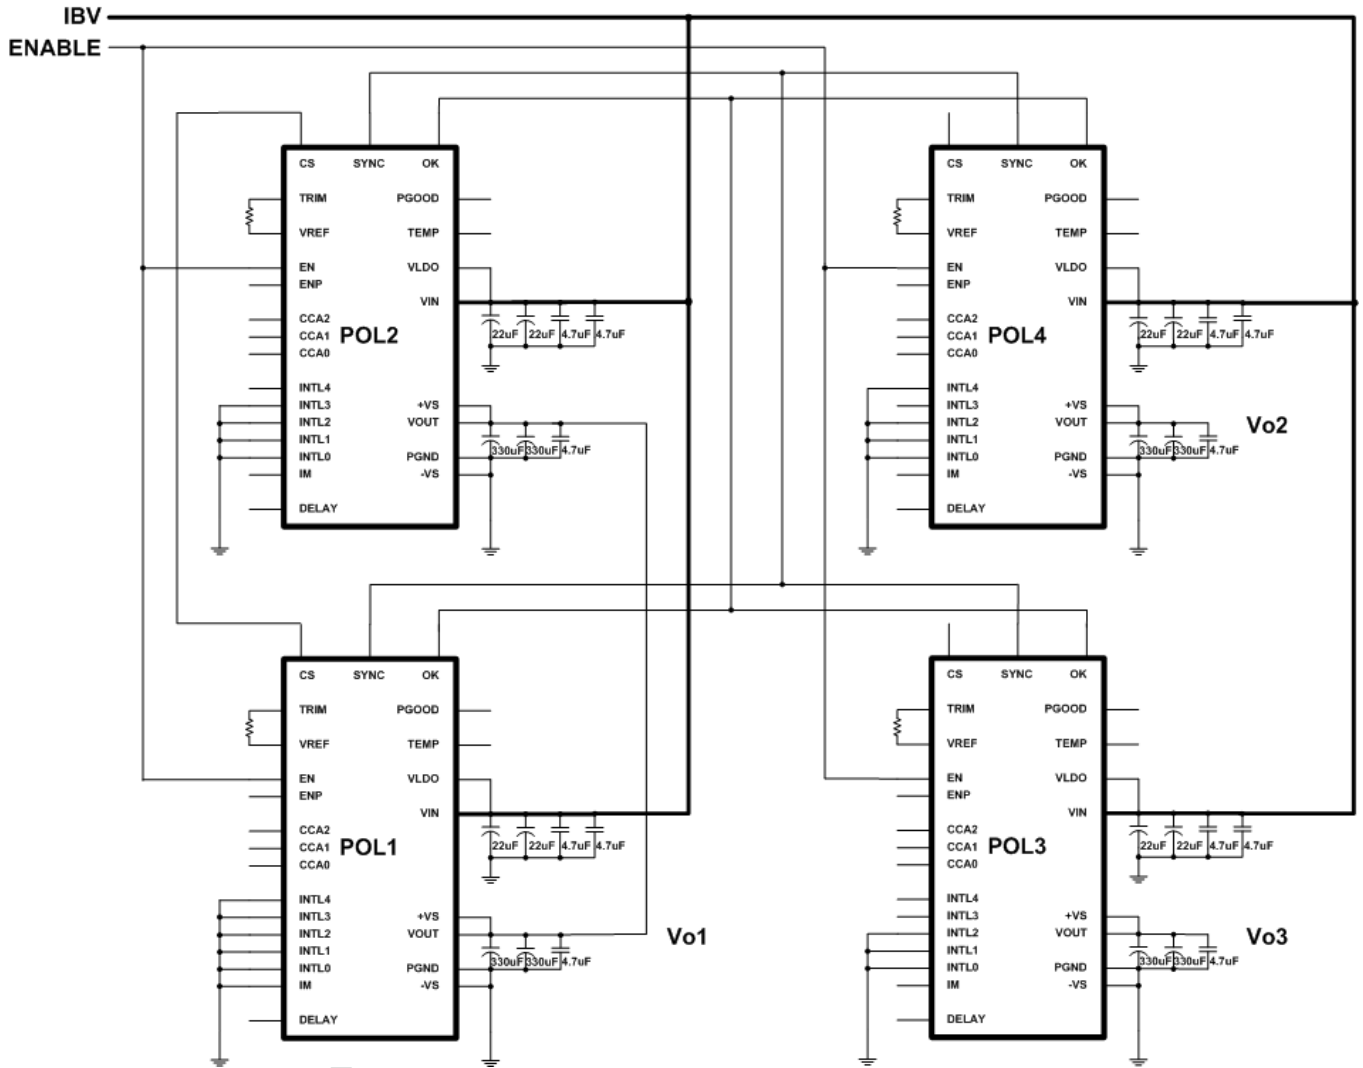 IBV
ENABLE
CS SYNC OK
TRIM PGOOD
VREF TEMP
EN VLDO
ENP
VIN
CCA2
CCA1 POL2 22uF 22uF 4.7uF 4.7uF
CCA0
INTL4
INTL3 +VS
INTL2 VOUT
INTL1 330uF 330uF 4.7uF
INTL0 PGND
IM -VS
DELAY
CS SYNC OK
TRIM PGOOD
VREF TEMP
EN VLDO
ENP
VIN
CCA2
CCA1 POL4 22uF 22uF 4.7uF 4.7uF
CCA0
INTL4
INTL3 +VS
INTL2 VOUT Vo2
INTL1 330uF 330uF 4.7uF
INTL0 PGND
IM -VS
DELAY
CS SYNC OK
TRIM PGOOD
VREF TEMP
EN VLDO
ENP
VIN
CCA2
CCA1 POL1 22uF 22uF 4.7uF 4.7uF
CCA0
INTL4
INTL3 +VS
INTL2 VOUT Vo1
INTL1 330uF 330uF 4.7uF
INTL0 PGND
IM -VS
DELAY
CS SYNC OK
TRIM PGOOD
VREF TEMP
EN VLDO
ENP
VIN
CCA2
CCA1 POL3 22uF 22uF 4.7uF 4.7uF
CCA0
INTL4
INTL3 +VS
INTL2 VOUT Vo3
INTL1 330uF 330uF 4.7uF
INTL0 PGND
IM -VS
DELAY